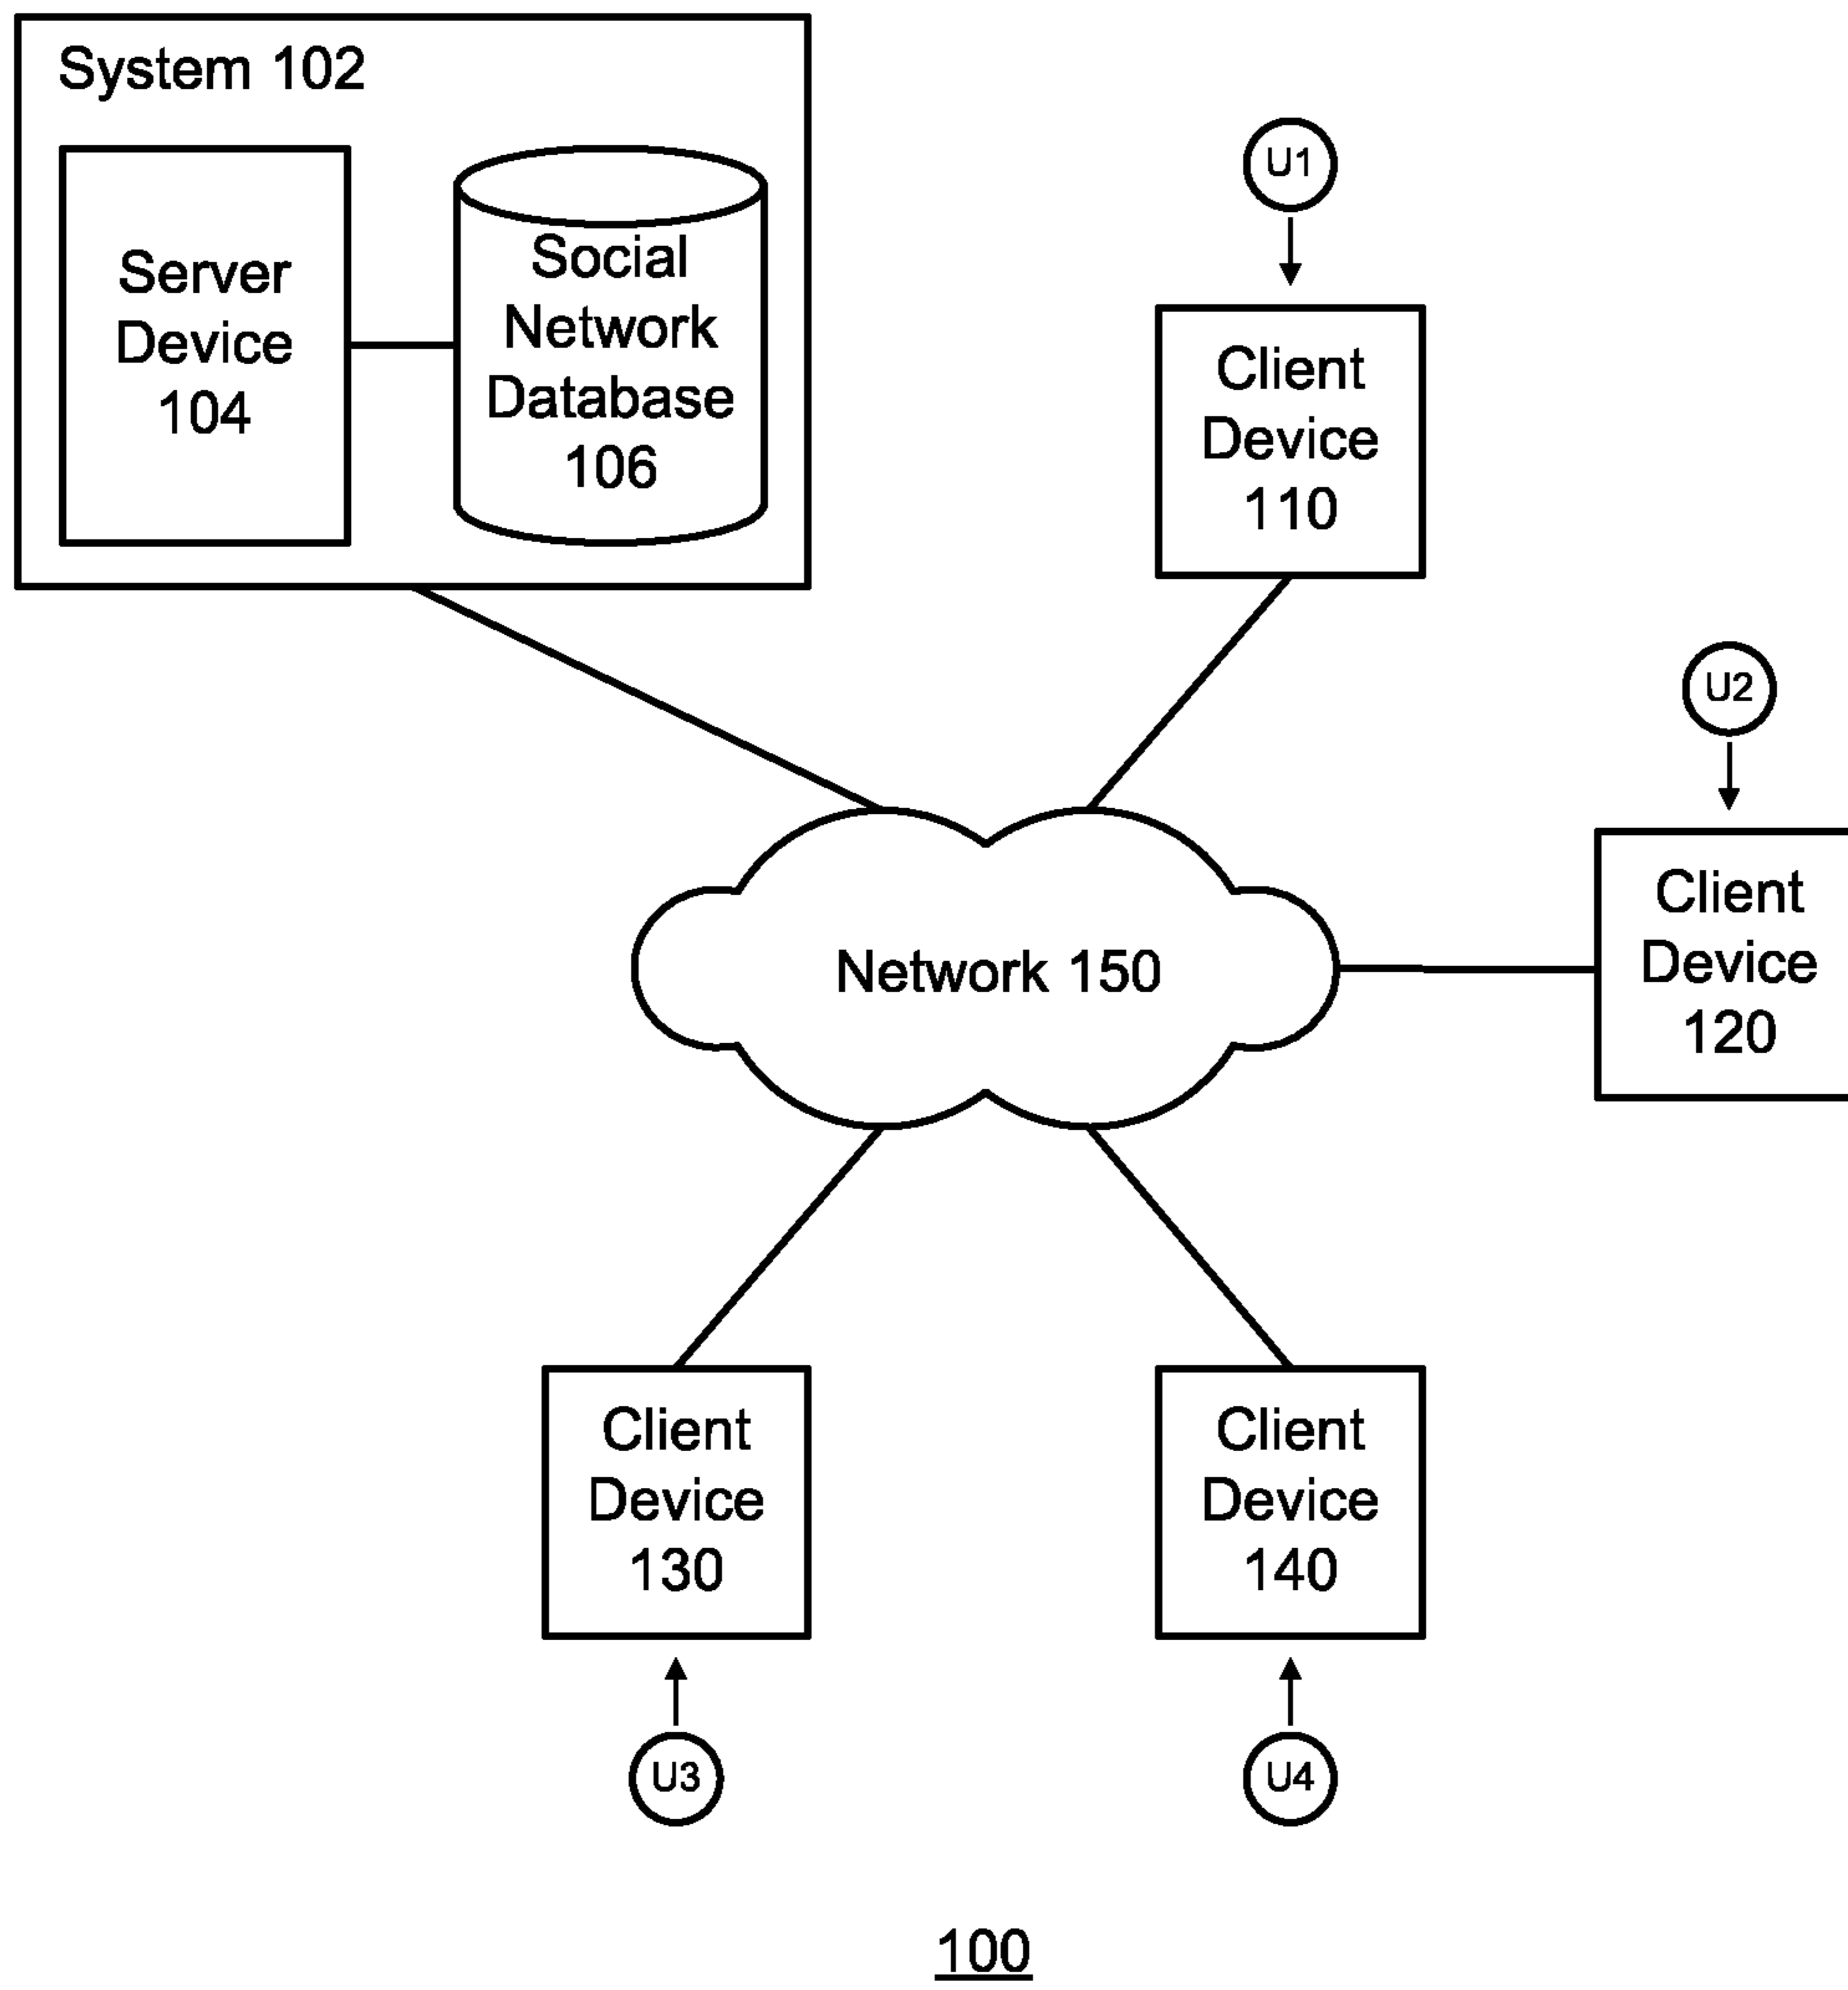 System 102
Server
Device
104
Social
Network
Database
106
U1
Client
Device
110
U2
Client
Device
120
Network 150
Client
Device
130
Client
Device
140
U3
U4
100